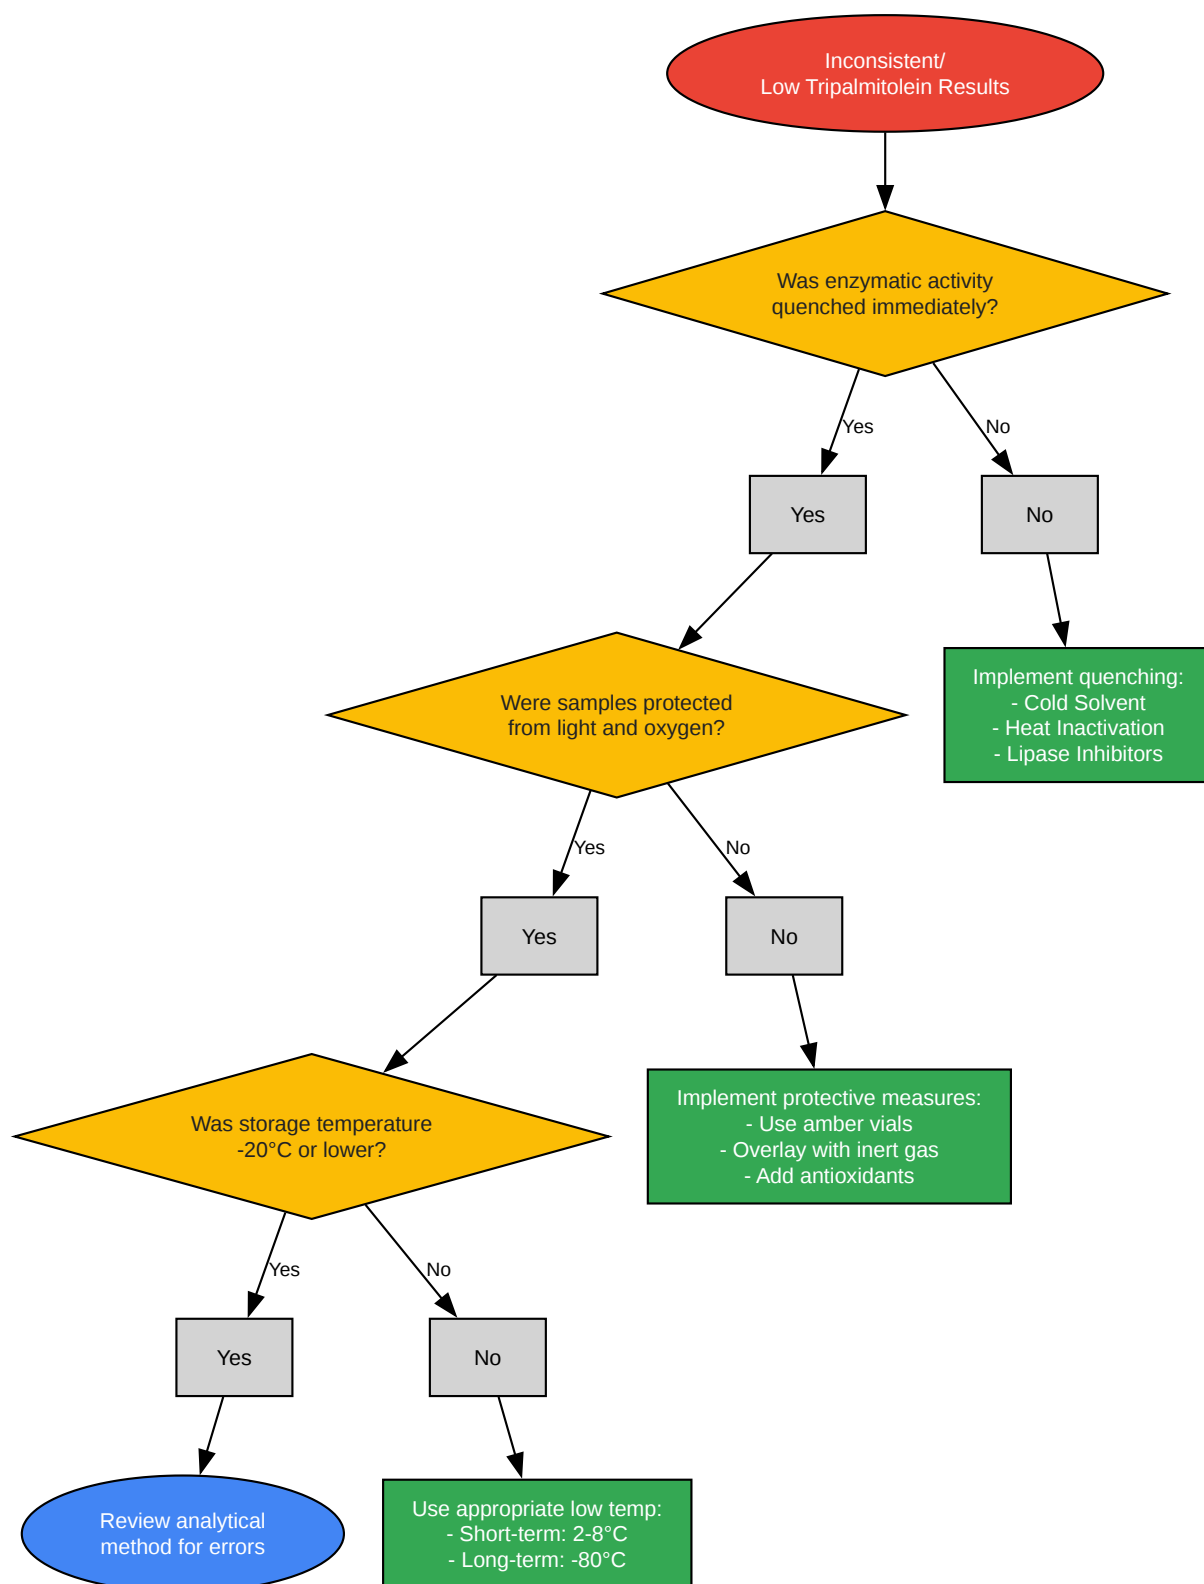 Inconsistent/
Low Tripalmitolein Results
Was enzymatic activity
quenched immediately?
Yes
No
Yes
No
Implement quenching:
- Cold Solvent
- Heat Inactivation
- Lipase Inhibitors
Were samples protected
from light and oxygen?
Yes
No
Yes
No
Implement protective measures:
- Use amber vials
- Overlay with inert gas
- Add antioxidants
Was storage temperature
-20°C or lower?
Yes
No
Yes
No
Review analytical
method for errors
Use appropriate low temp:
- Short-term: 2-8°C
- Long-term: -80°C